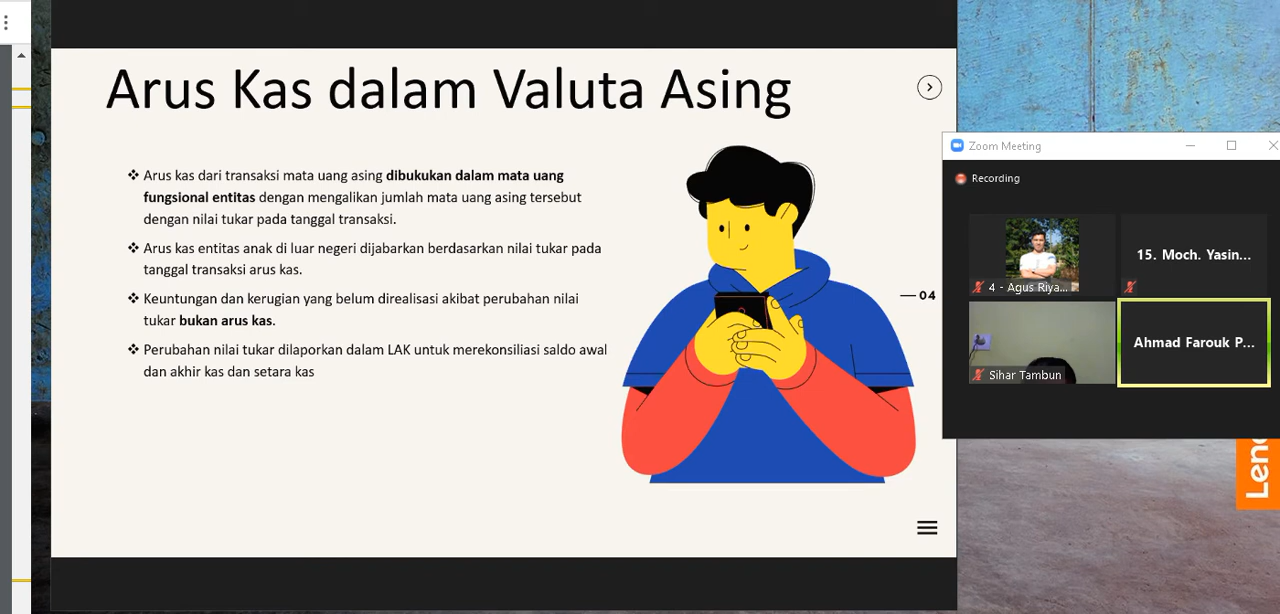 Arus Kas dalam Valuta Asing
❖ Arus kas dari transaksi mata uang asing dibukukan dalam mata uang
fungsional entitas dengan mengalikan jumlah mata uang asing tersebut
dengan nilai tukar pada tanggal transaksi.
❖ Arus kas entitas anak di luar negeri dijabarkan berdasarkan nilai tukar pada
tanggal transaksi arus kas.
❖ Keuntungan dan kerugian yang belum direalisasi akibat perubahan nilai
tukar bukan arus kas.
❖ Perubahan nilai tukar dilaporkan dalam LAK untuk merekonsiliasi saldo awal
dan akhir kas dan setara kas
04
Zoom Meeting
Recording
4 - Agus Riya...
15. Moch. Yasin...
Sihar Tambun
Ahmad Farouk P...
Leno